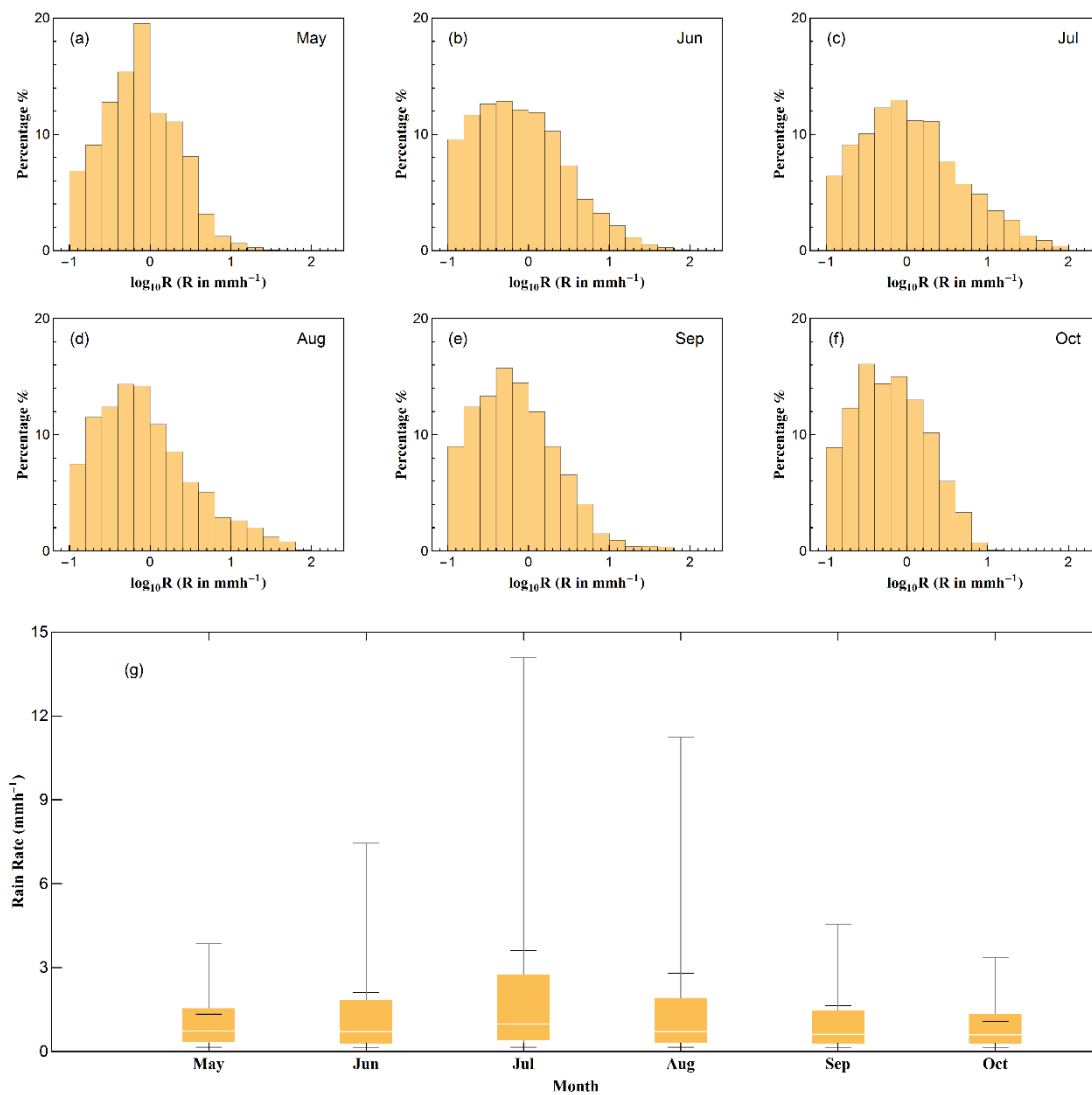 20
(a)
May
Percentage %
10
0
−1
0
1
2
log₁₀R (R in mmh⁻¹)
20
(b)
Jun
Percentage %
10
0
−1
0
1
2
log₁₀R (R in mmh⁻¹)
20
(c)
Jul
Percentage %
10
0
−1
0
1
2
log₁₀R (R in mmh⁻¹)
20
(d)
Aug
Percentage %
10
0
−1
0
1
2
log₁₀R (R in mmh⁻¹)
20
(e)
Sep
Percentage %
10
0
−1
0
1
2
log₁₀R (R in mmh⁻¹)
20
(f)
Oct
Percentage %
10
0
−1
0
1
2
log₁₀R (R in mmh⁻¹)
15
(g)
12
9
Rain Rate (mmh⁻¹)
6
3
0
May
Jun
Jul
Aug
Sep
Oct
Month